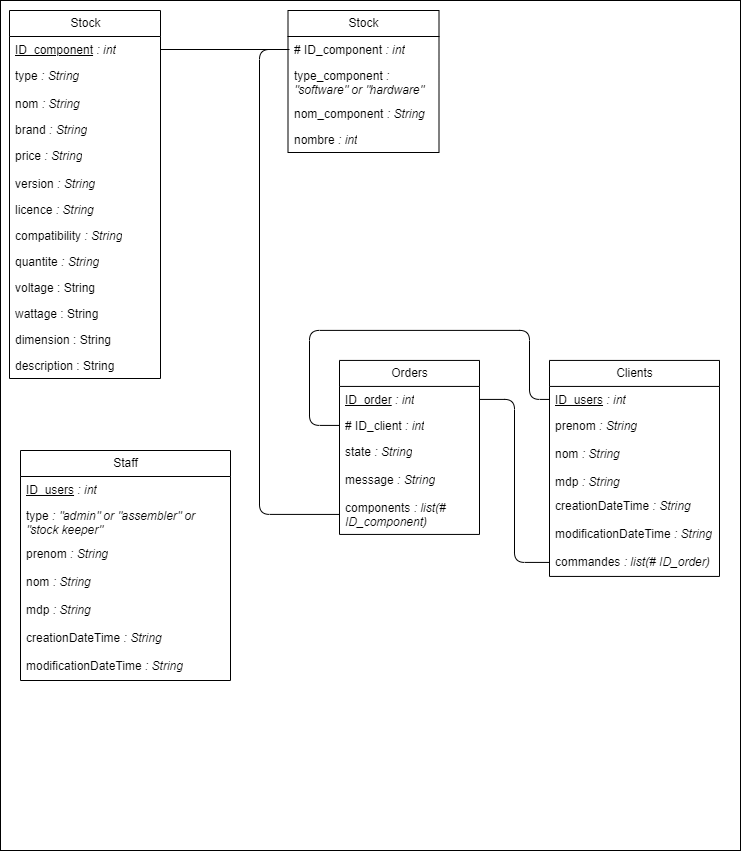 Stock
ID_component : int
type : String
nom : String
brand : String
price : String
version : String
licence : String
compatibility : String
quantite : String
voltage : String
wattage : String
dimension : String
description : String
Stock
# ID_component : int
type_component :
"software" or "hardware"
nom_component : String
nombre : int
Orders
ID_order : int
# ID_client : int
state : String
message : String
components : list(#
ID_component)
Clients
ID_users : int
prenom : String
nom : String
mdp : String
creationDateTime : String
modificationDateTime : String
commandes : list(# ID_order)
Staff
ID_users : int
type : "admin" or "assembler" or
"stock keeper"
prenom : String
nom : String
mdp : String
creationDateTime : String
modificationDateTime : String